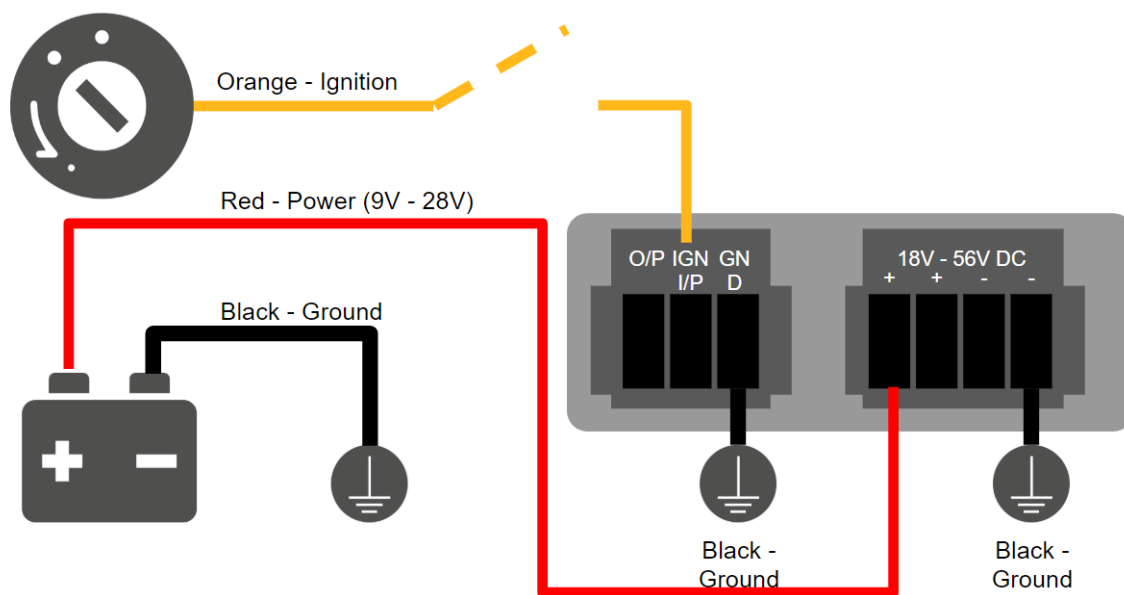 Orange - Ignition
Red - Power (9V - 28V)
Black - Ground
O/P IGN GN
I/P D
18V - 56V DC
+ + - -
+ -
Black -
Ground
Black -
Ground